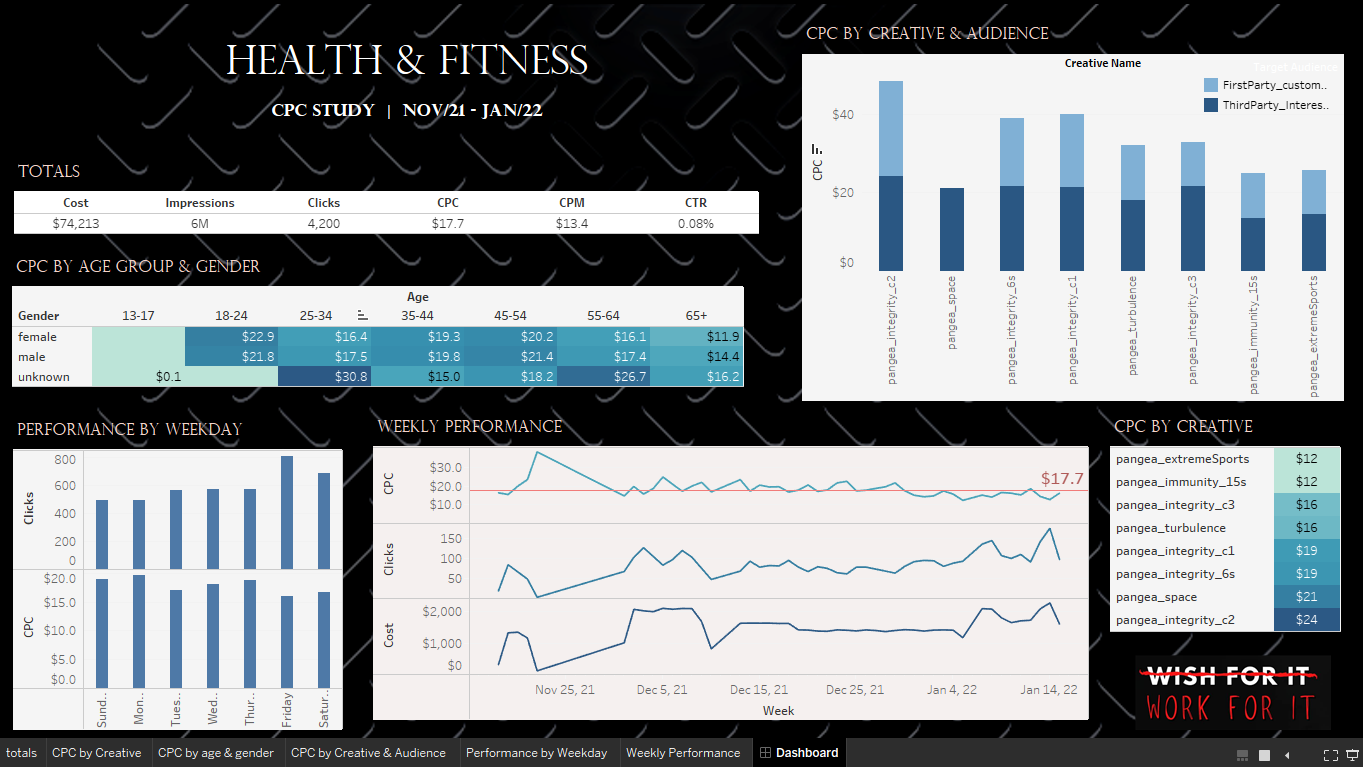 HEALTH & FITNESS
CPC STUDY | NOV/21 - JAN/22
TOTALS
Cost Impressions Clicks CPC CPM CTR
$74,213 6M 4,200 $17.7 $13.4 0.08%
CPC BY AGE GROUP & GENDER
Age
Gender 13-17 18-24 25-34 35-44 45-54 55-64 65+
female $22.9 $16.4 $19.3 $20.2 $16.1 $11.9
male $21.8 $17.5 $19.8 $21.4 $17.4 $14.4
unknown $0.1 $30.8 $15.0 $18.2 $26.7 $16.2
CPC BY CREATIVE & AUDIENCE
Creative Name
Target Audience
FirstParty_custom..
ThirdParty_Interes..
CPC
$40
$20
$0
pangea_integrity_c2
pangea_space
pangea_integrity_6s
pangea_integrity_c1
pangea_turbulence
pangea_integrity_c3
pangea_immunity_15s
pangea_extremeSports
PERFORMANCE BY WEEKDAY
Clicks
800
600
400
200
0
CPC
$20.0
$15.0
$10.0
$5.0
$0.0
Sund..
Mon..
Tues..
Wed..
Thur..
Friday
Satur..
WEEKLY PERFORMANCE
CPC
$30.0
$20.0
$10.0
$17.7
Clicks
150
100
50
Cost
$2,000
$1,000
$0
Nov 25, 21 Dec 5, 21 Dec 15, 21 Dec 25, 21 Jan 4, 22 Jan 14, 22
Week
CPC BY CREATIVE
pangea_extremeSports $12
pangea_immunity_15s $12
pangea_integrity_c3 $16
pangea_turbulence $16
pangea_integrity_c1 $19
pangea_integrity_6s $19
pangea_space $21
pangea_integrity_c2 $24
WISH FOR IT
WORK FOR IT
totals CPC by Creative CPC by age & gender CPC by Creative & Audience Performance by Weekday Weekly Performance Dashboard